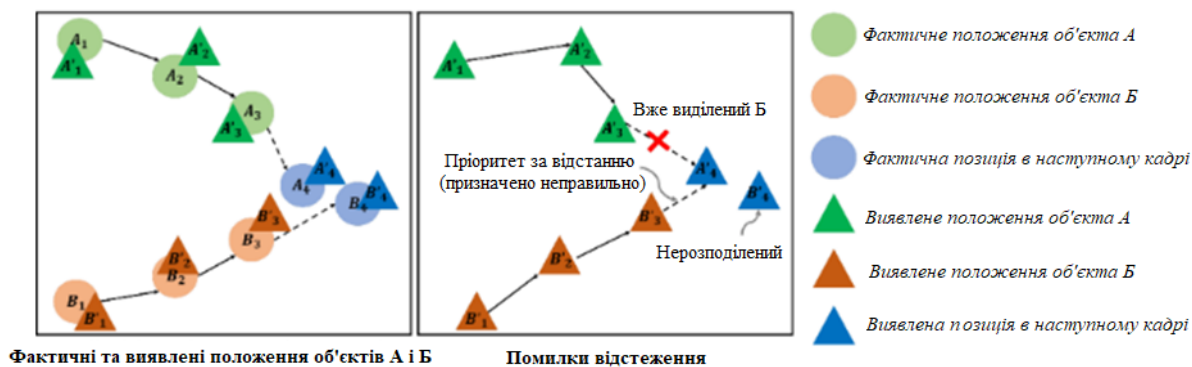 A₁
A'₁
A₂
A'₂
A₃
A'₃
A₄
A'₄
B₄
B'₄
B₃
B'₃
B₂
B'₂
B₁
B'₁
Фактичні та виявлені положення об'єктів А і Б
A'₁
A'₂
A'₃
Вже виділений Б
Пріоритет за відстанню
(призначено неправильно)
A'₄
B'₄
B'₃
Нерозподілений
B'₂
B'₁
Помилки відстеження
Фактичне положення об'єкта А
Фактичне положення об'єкта Б
Фактична позиція в наступному кадрі
Виявлене положення об'єкта А
Виявлене положення об'єкта Б
Виявлена позиція в наступному кадрі